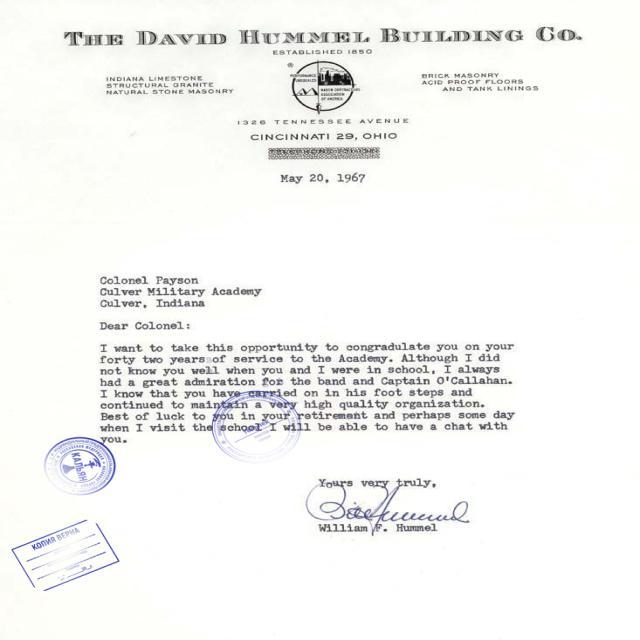 THE DAVID HUMMEL BUILDING CO.
ESTABLISHED 1850
INDIANA LIMESTONE
STRUCTURAL GRANITE
NATURAL STONE MASONRY
BRICK MASONRY
ACID PROOF FLOORS
AND TANK LININGS
MASON CONTRACTORS
ASSOCIATION
OF AMERICA
1326 TENNESSEE AVENUE
CINCINNATI 29, OHIO
May 20, 1967
Colonel Payson
Culver Military Academy
Culver, Indiana
Dear Colonel:
I want to take this opportunity to congradulate you on your
forty two years of service to the Academy. Although I did
not know you well when you and I were in school, I always
had a great admiration for the band and Captain O'Callahan.
I know that you have carried on in his foot steps and
continued to maintain a very high quality organization.
Best of luck to you in your retirement and perhaps some day
when I visit the school I will be able to have a chat with
you.
КАЛЬЯН
Yours very truly,
Bill Hummel
William F. Hummel
КОПИЯ ВЕРНА